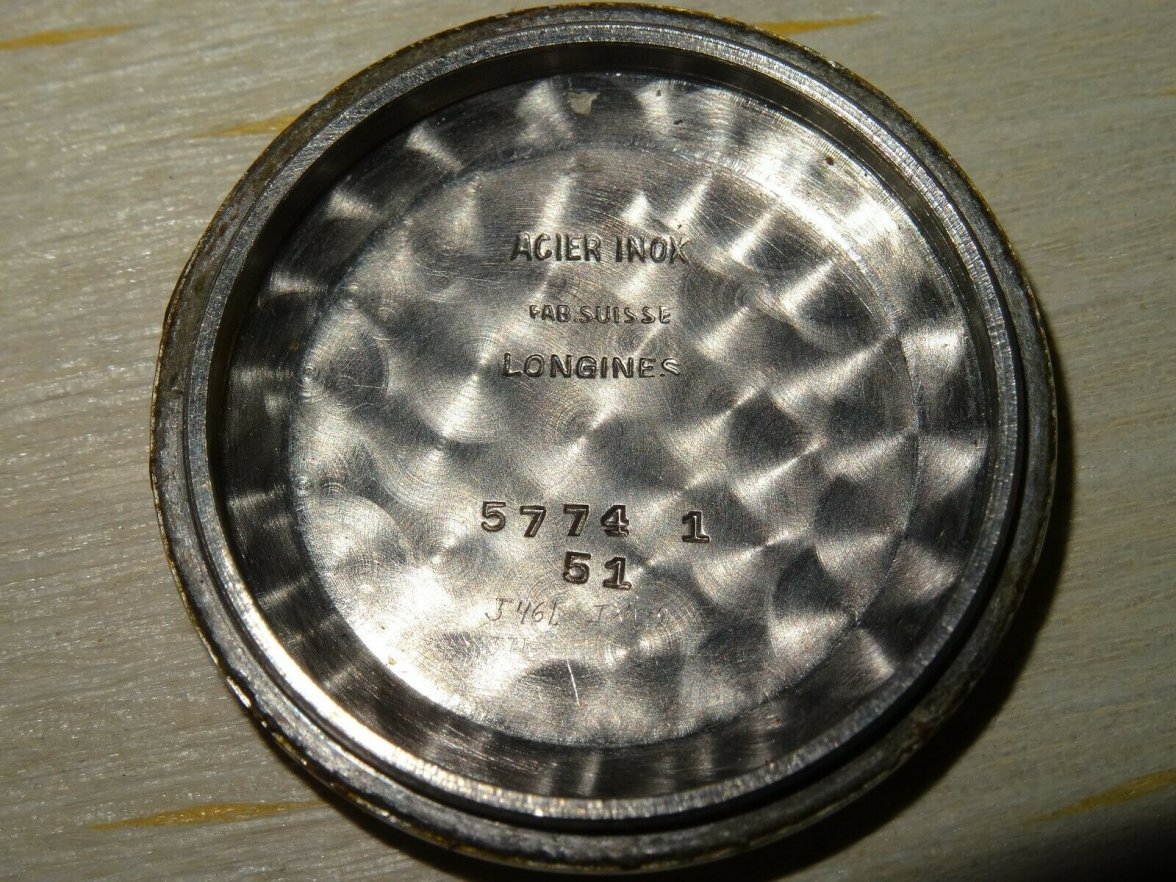 ACIER INOX
FAB.SUISSE
LONGINES
5774 1
51